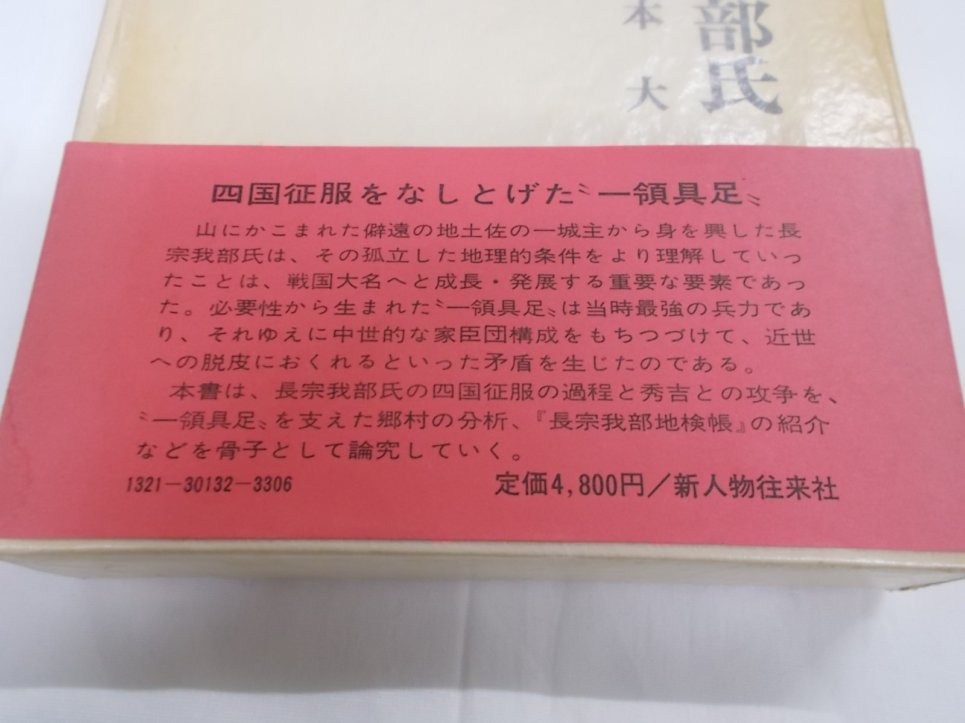 部氏
本大
四国征服をなしとげた〝一領具足〟
山にかこまれた僻遠の地土佐の一城主から身を興した長
宗我部氏は、その孤立した地理的条件をより理解していっ
たことは、戦国大名へと成長・発展する重要な要素であっ
た。必要性から生まれた〝一領具足〟は当時最強の兵力であ
り、それゆえに中世的な家臣団構成をもちつづけて、近世
への脱皮におくれるといった矛盾を生じたのである。
本書は、長宗我部氏の四国征服の過程と秀吉との攻争を、
〝一領具足〟を支えた郷村の分析、『長宗我部地検帳』の紹介
などを骨子として論究していく。
1321-30132-3306
定価4,800円/新人物往来社